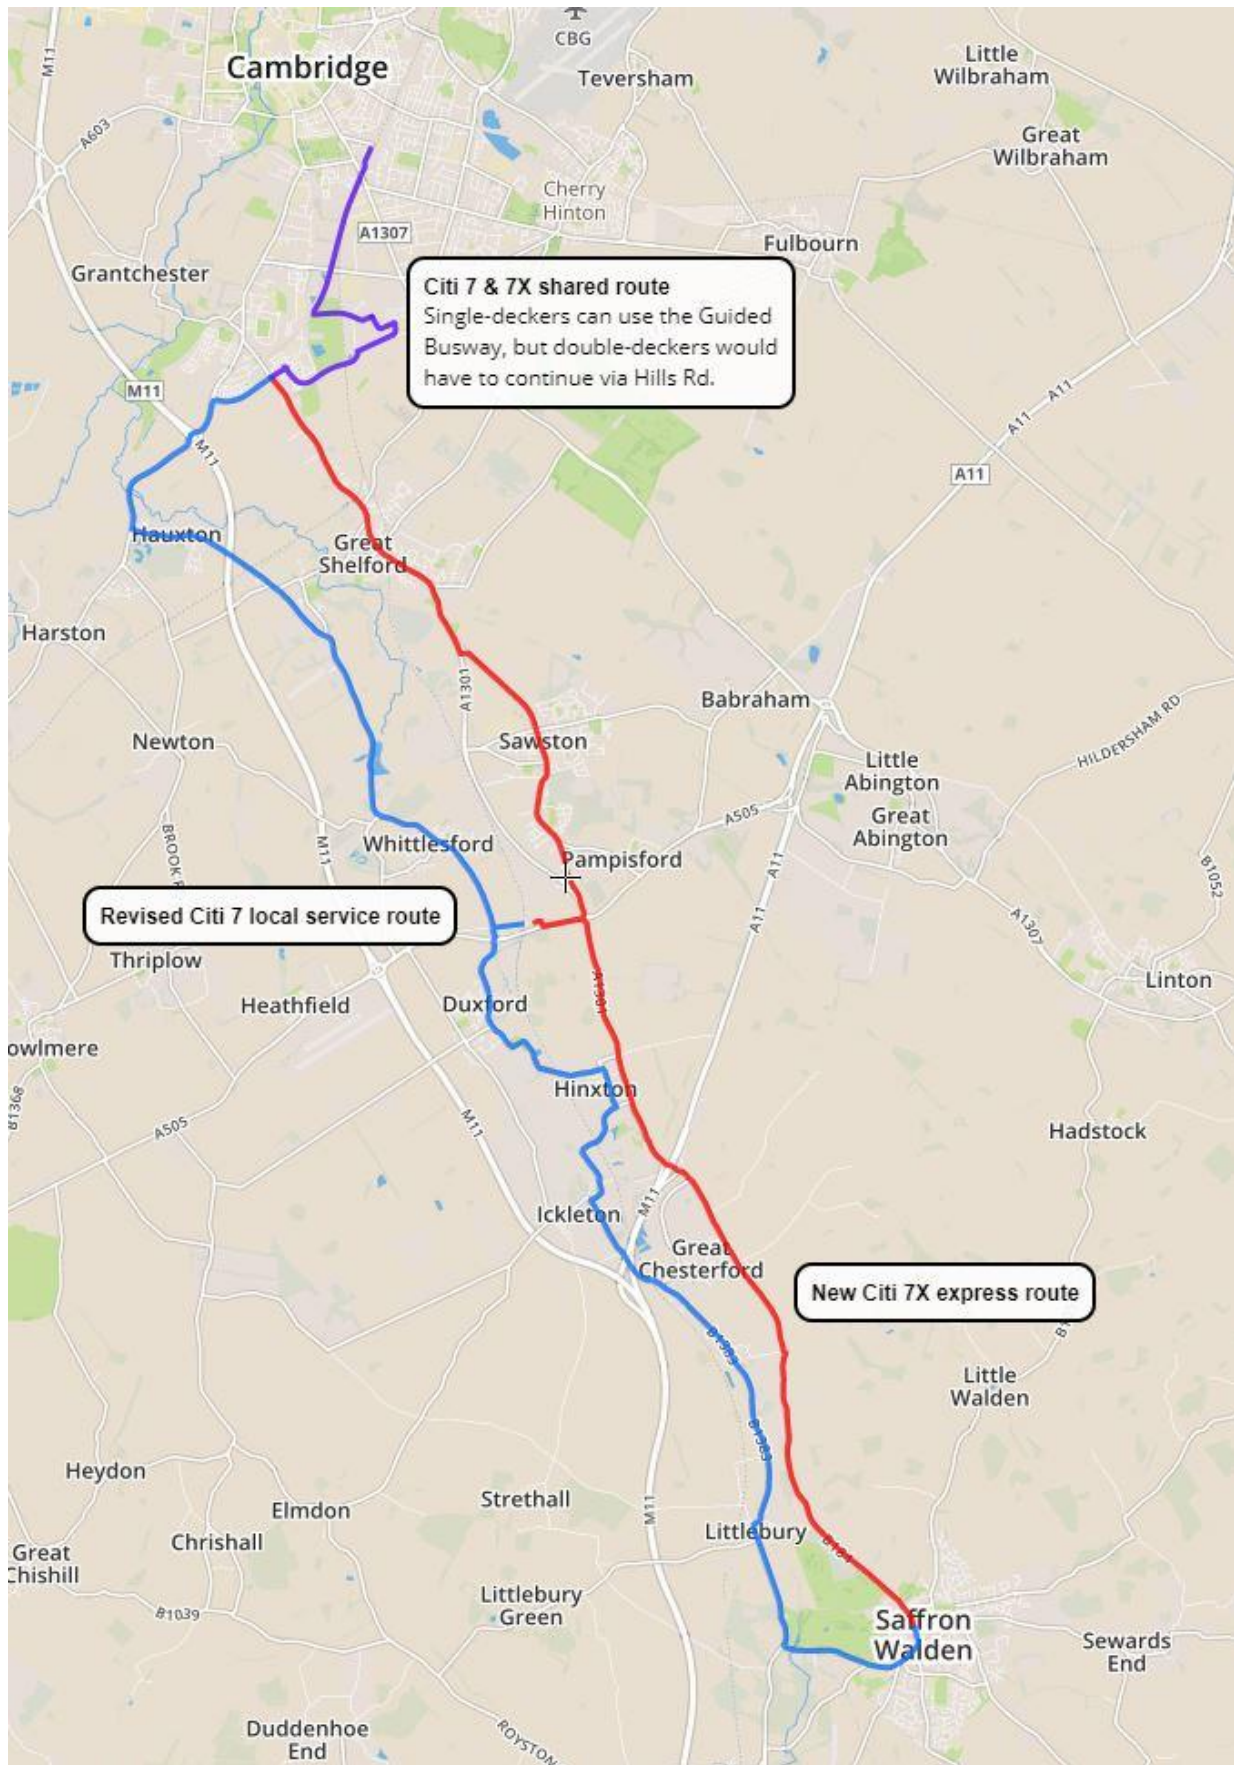 M11
CBG
Little
Wilbraham
Cambridge
Teversham
A603
Great
Wilbraham
Cherry
Hinton
A1307
Fulbourn
Grantchester
Citi 7 & 7X shared route
Single-deckers can use the Guided
Busway, but double-deckers would
have to continue via Hills Rd.
M11
A11
A11
M11
A11
Hauxton
Great
Shelford
Harston
A1301
Babraham
HILDERSHAM RD
Newton
Sawston
Little
Abington
A505
Great
Abington
BROOK R
M11
Whittlesford
Pampisford
A11
B1052
Revised Citi 7 local service route
A11
A1307
Thriplow
Linton
Heathfield
Duxford
A1301
owlmere
Hinxton
B1368
A505
M11
Hadstock
M11
Ickleton
Great
Chesterford
New Citi 7X express route
B1383
Little
Walden
B1383
Heydon
Strethall
M11
Elmdon
Littlebury
Chrishall
B184
Great
Chishill
Littlebury
Green
B1039
Saffron
Walden
Sewards
End
Duddenhoe
End
ROYSTON